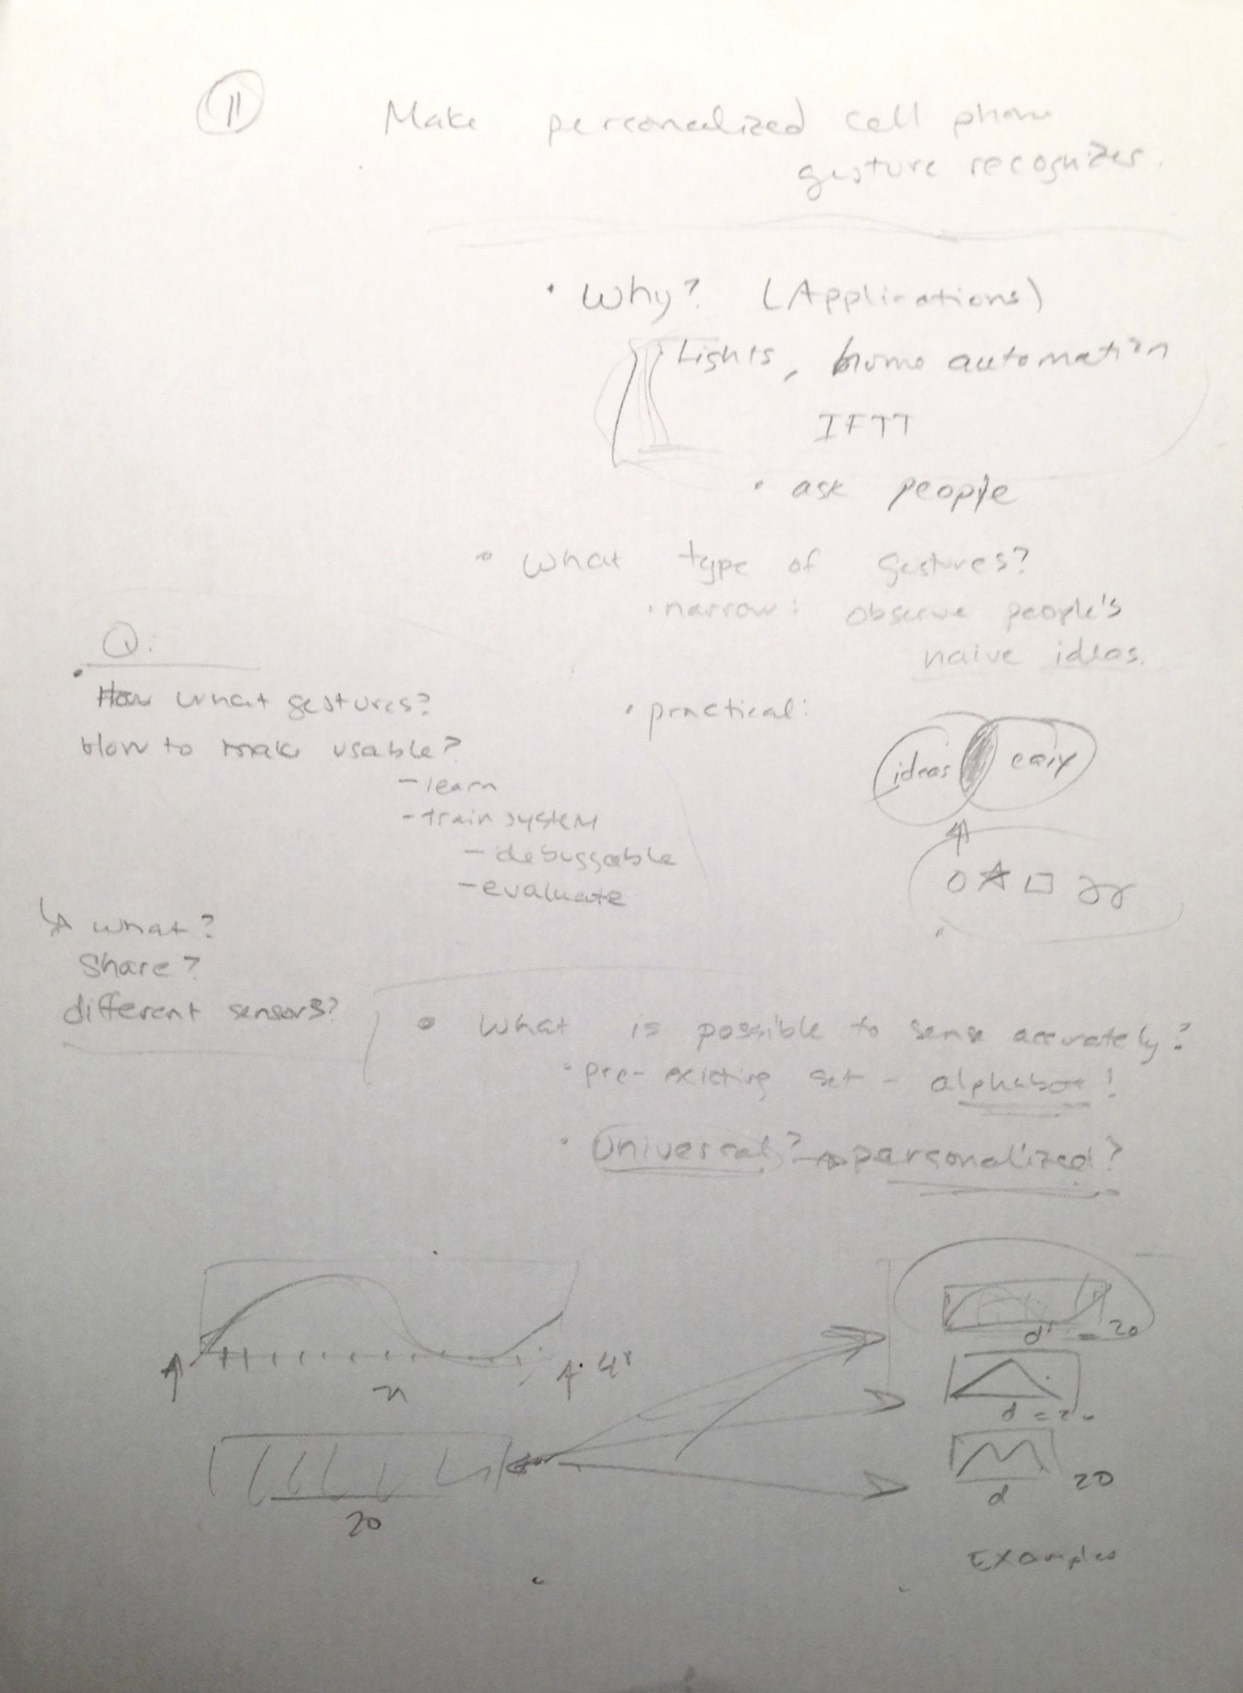 11
Make personalized cell phone
gesture recognizer.
• Why? (Applications)
Lights, home automation
IFTT
• ask people
• What type of gestures?
• narrow: observe people's
naive ideas.
• practical:
ideas easy
Q:
• How what gestures?
How to make usable?
- learn
- train system
- debuggable
- evaluate
↳ what?
Share?
different sensors?
• What is possible to sense accurately?
• pre-existing set - alphabet!
• Universal? → personalized?
n
20
d = 20
d = 20
d 20
Examples